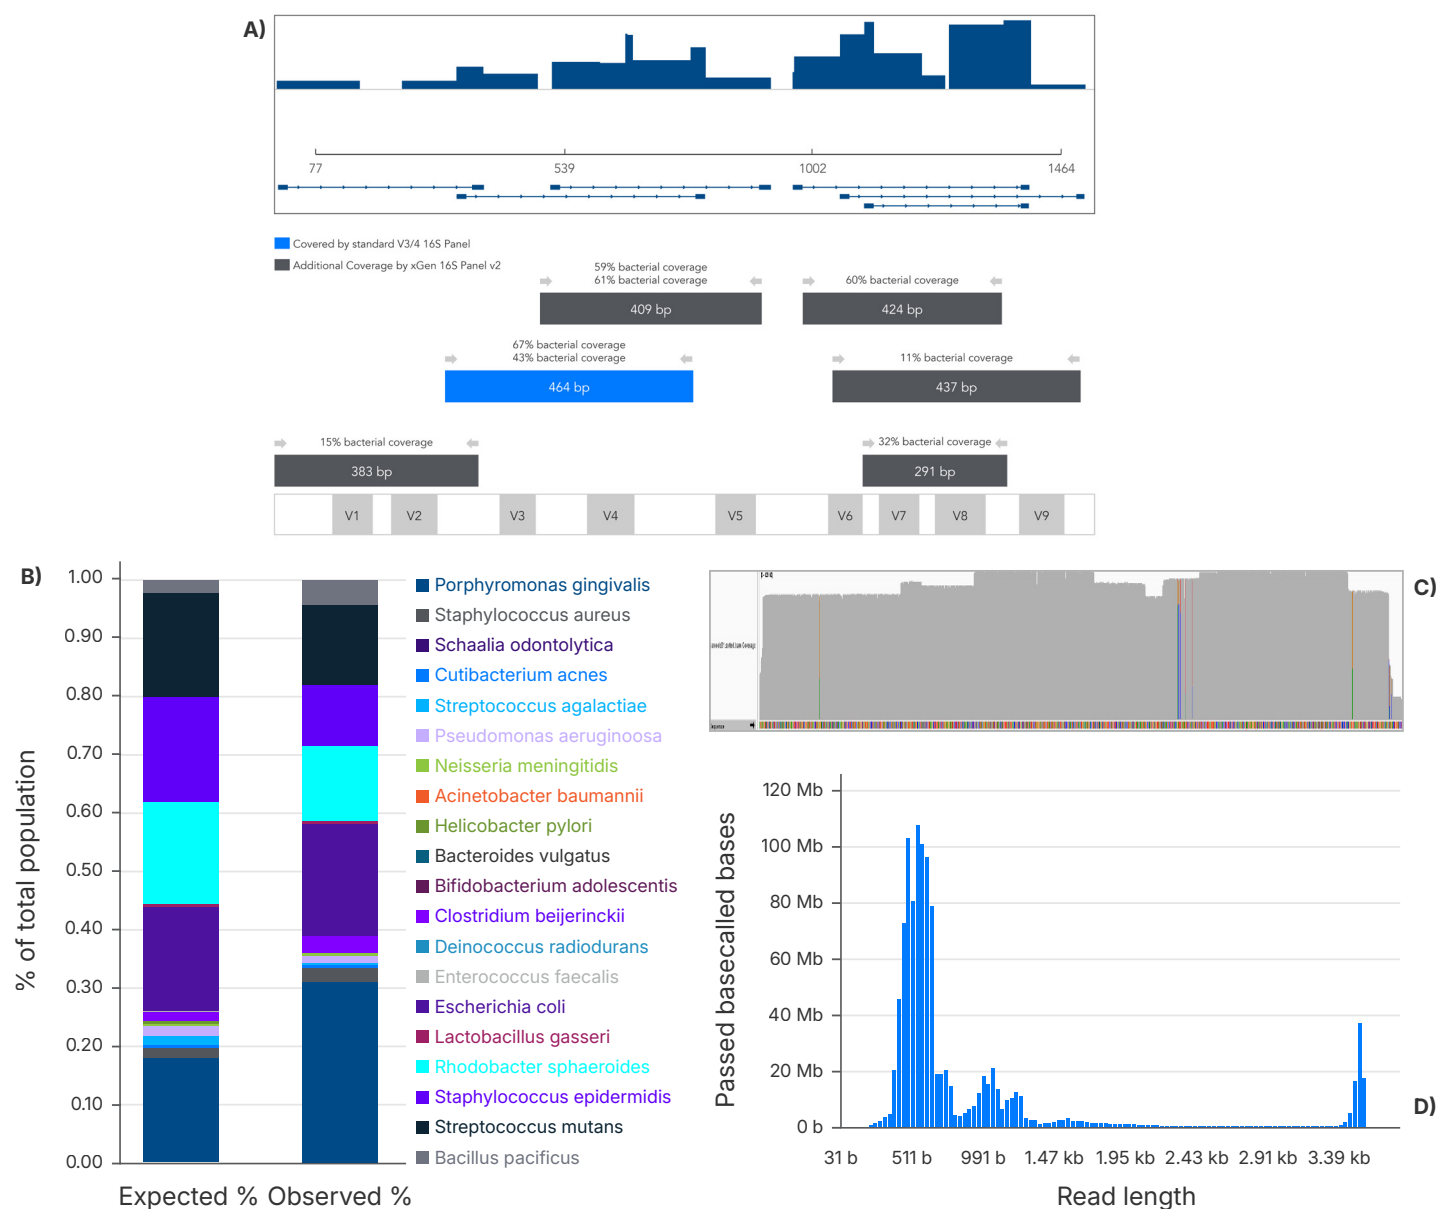 A)
77
539
1002
1464
Covered by standard V3/4 16S Panel
Additional Coverage by xGen 16S Panel v2
59% bacterial coverage
61% bacterial coverage
409 bp
60% bacterial coverage
424 bp
67% bacterial coverage
43% bacterial coverage
464 bp
11% bacterial coverage
437 bp
15% bacterial coverage
383 bp
32% bacterial coverage
291 bp
V1 V2 V3 V4 V5 V6 V7 V8 V9
B)
% of total population
1.00
0.90
0.80
0.70
0.60
0.50
0.40
0.30
0.20
0.10
0.00
Expected % Observed %
Porphyromonas gingivalis
Staphylococcus aureus
Schaalia odontolytica
Cutibacterium acnes
Streptococcus agalactiae
Pseudomonas aeruginoosa
Neisseria meningitidis
Acinetobacter baumannii
Helicobacter pylori
Bacteroides vulgatus
Bifidobacterium adolescentis
Clostridium beijerinckii
Deinococcus radiodurans
Enterococcus faecalis
Escherichia coli
Lactobacillus gasseri
Rhodobacter sphaeroides
Staphylococcus epidermidis
Streptococcus mutans
Bacillus pacificus
C)
Passed basecalled bases
120 Mb
100 Mb
80 Mb
60 Mb
40 Mb
20 Mb
0 b
31 b 511 b 991 b 1.47 kb 1.95 kb 2.43 kb 2.91 kb 3.39 kb
Read length
D)